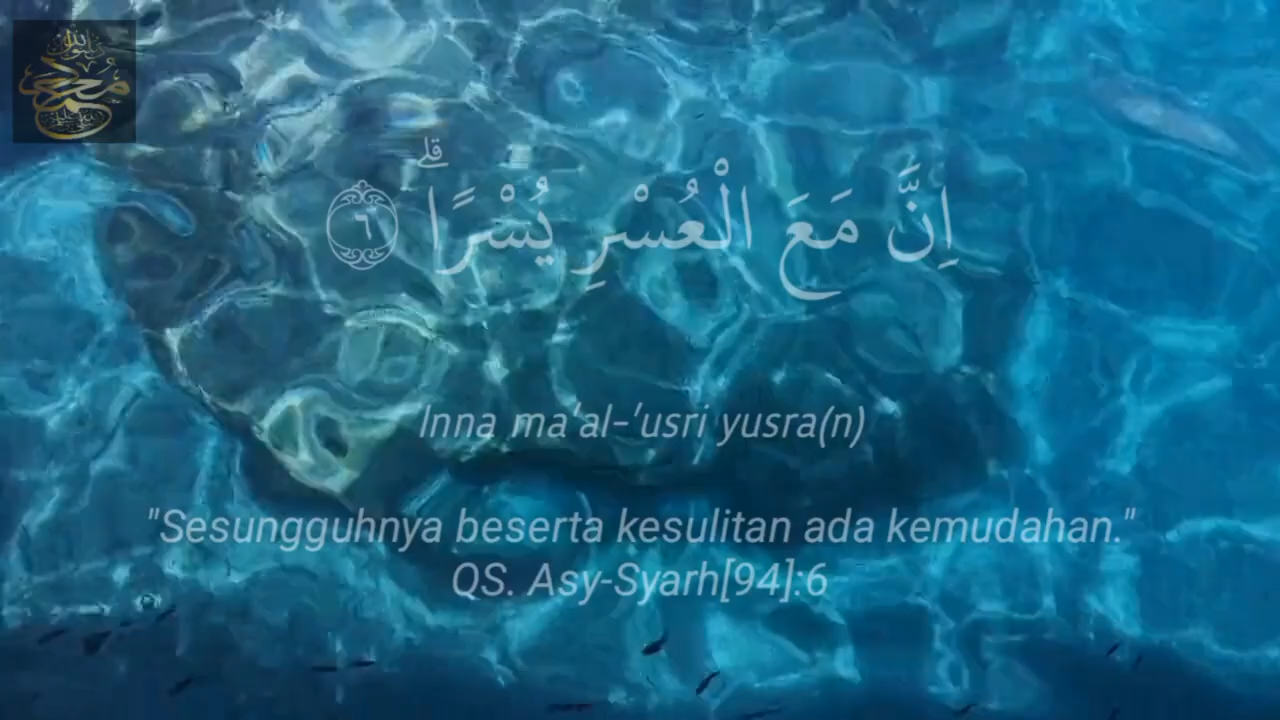 اِنَّ مَعَ الْعُسْرِ يُسْرًاۗ ٦
Inna ma‘al-‘usri yusra(n)
"Sesungguhnya beserta kesulitan ada kemudahan."
QS. Asy-Syarh[94]:6